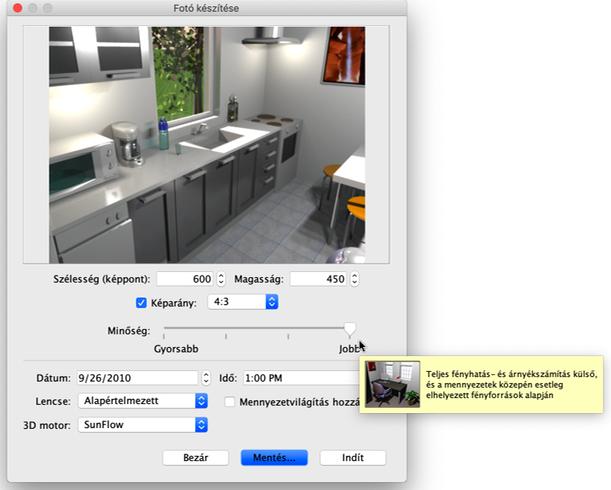 Fotó készítése
Szélesség (képpont): 600 Magasság: 450
Képarány: 4:3
Minőség:
Gyorsabb Jobb
Dátum: 9/26/2010 Idő: 1:00 PM
Teljes fényhatás- és árnyékszámítás külső,
és a mennyezetek közepén esetleg
elhelyezett fényforrások alapján
Lencse: Alapértelmezett Mennyezetvilágítás hozzá
3D motor: SunFlow
Bezár Mentés... Indít